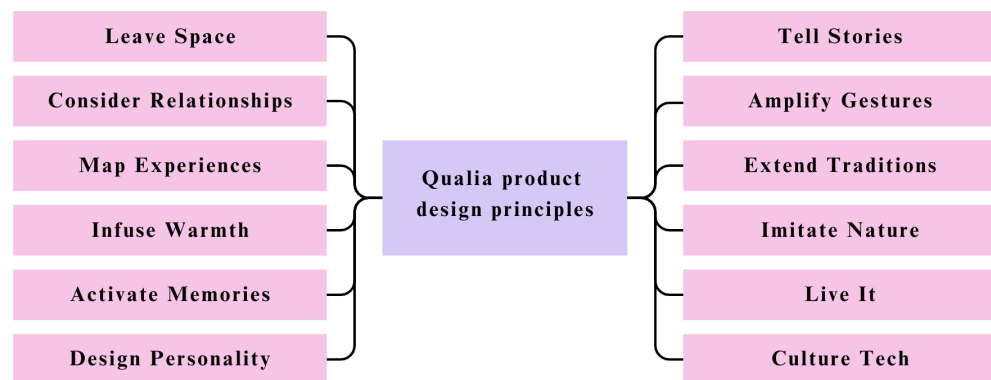 Leave Space
Consider Relationships
Map Experiences
Infuse Warmth
Activate Memories
Design Personality
Qualia product
design principles
Tell Stories
Amplify Gestures
Extend Traditions
Imitate Nature
Live It
Culture Tech